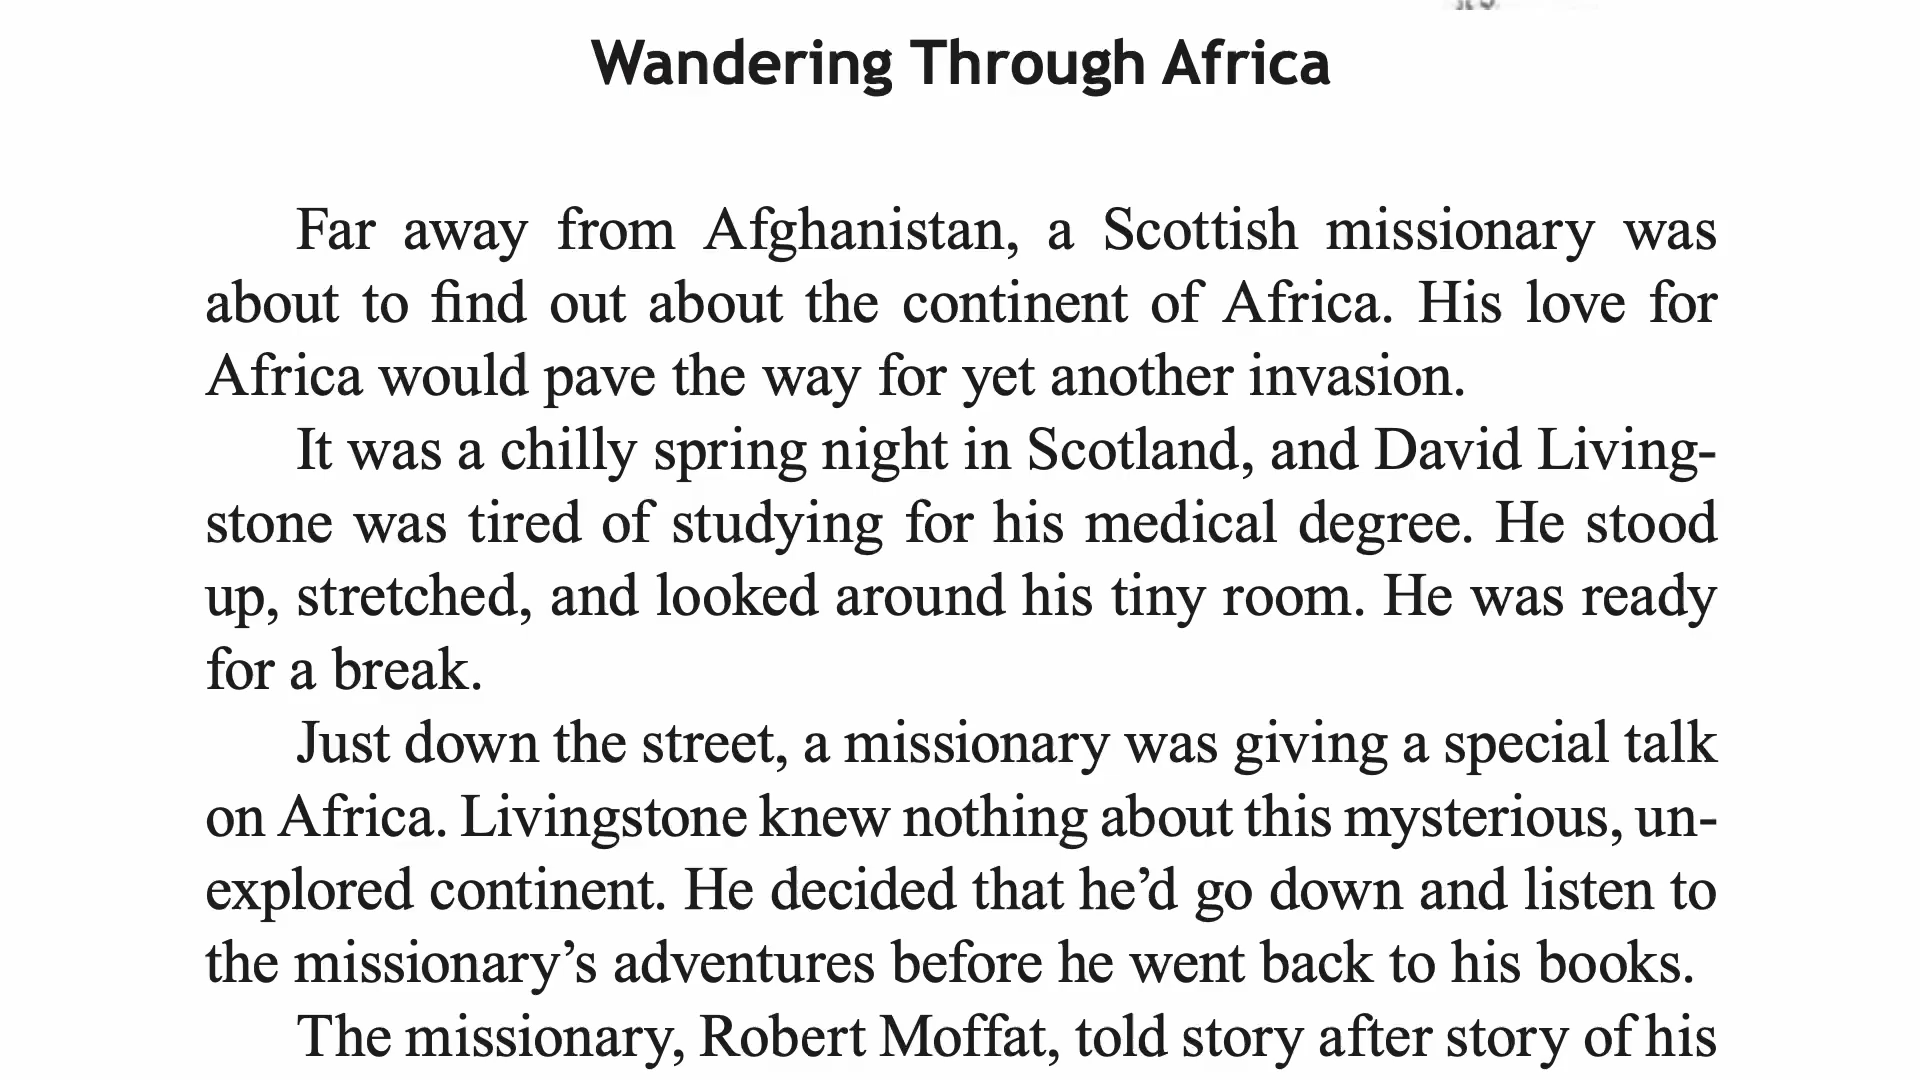 Wandering Through Africa
Far away from Afghanistan, a Scottish missionary was
about to find out about the continent of Africa. His love for
Africa would pave the way for yet another invasion.
It was a chilly spring night in Scotland, and David Living-
stone was tired of studying for his medical degree. He stood
up, stretched, and looked around his tiny room. He was ready
for a break.
Just down the street, a missionary was giving a special talk
on Africa. Livingstone knew nothing about this mysterious, un-
explored continent. He decided that he’d go down and listen to
the missionary’s adventures before he went back to his books.
The missionary, Robert Moffat, told story after story of his